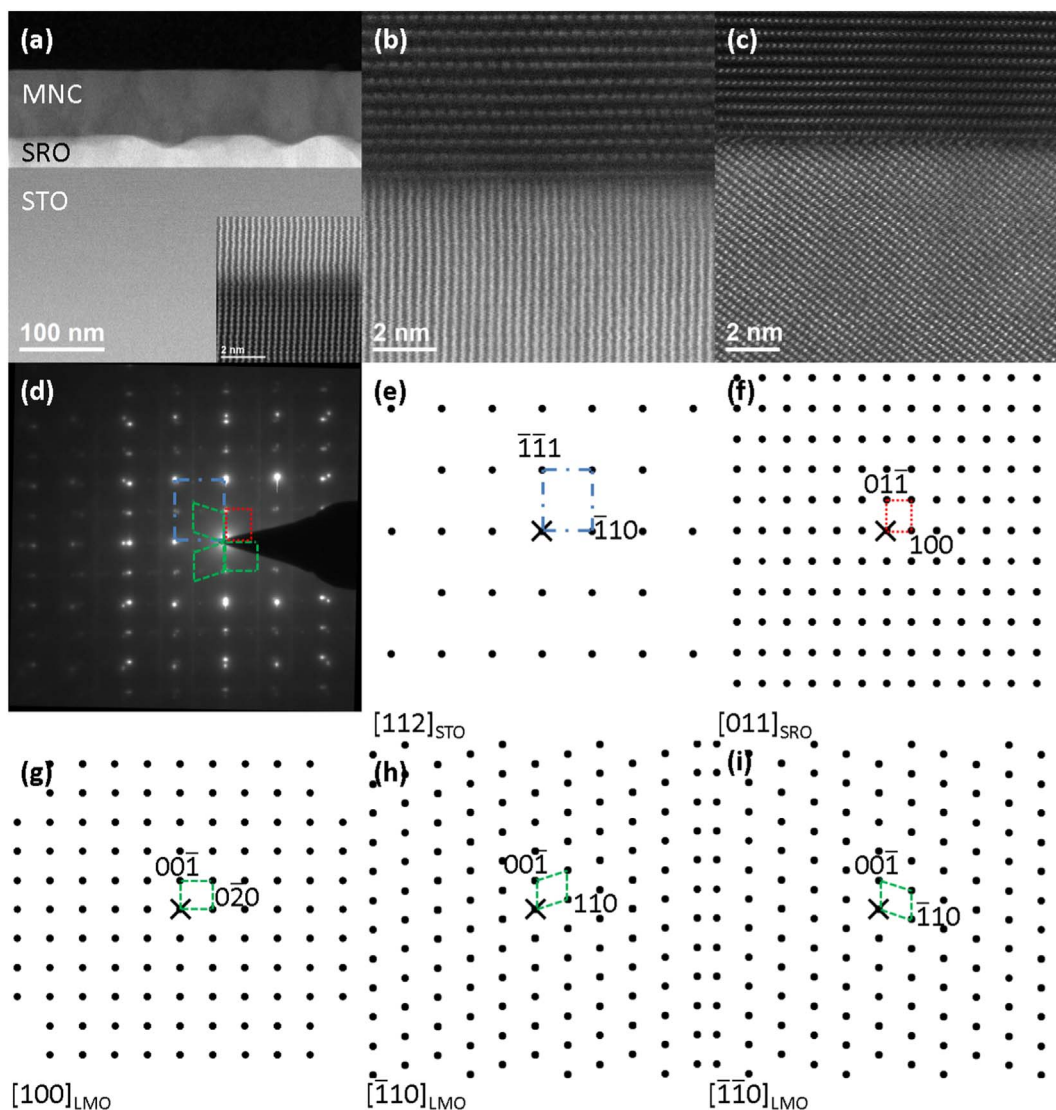 (a)
MNC
SRO
STO
100 nm
2 nm
(b)
2 nm
(c)
2 nm
(d)
(e)
1̅1̅1
1̅10
[112]STO
(f)
011̅
100
[011]SRO
(g)
001̅
02̅0
[100]LMO
(h)
001̅
110
[1̅10]LMO
(i)
001̅
1̅10
[1̅1̅0]LMO